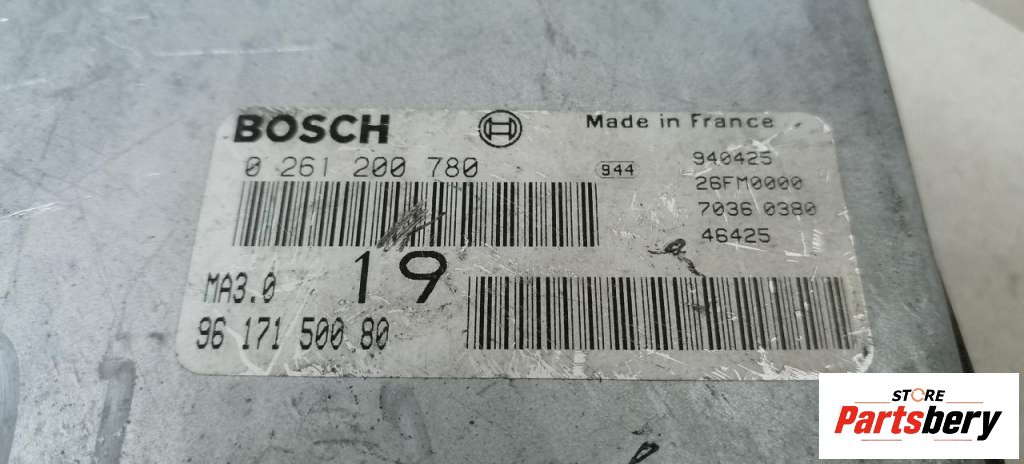 BOSCH
Made in France
0 261 200 780
944
940425
26FM0000
7036 0380
46425
MA3.0
19
96 171 500 80
STORE
Partsbery